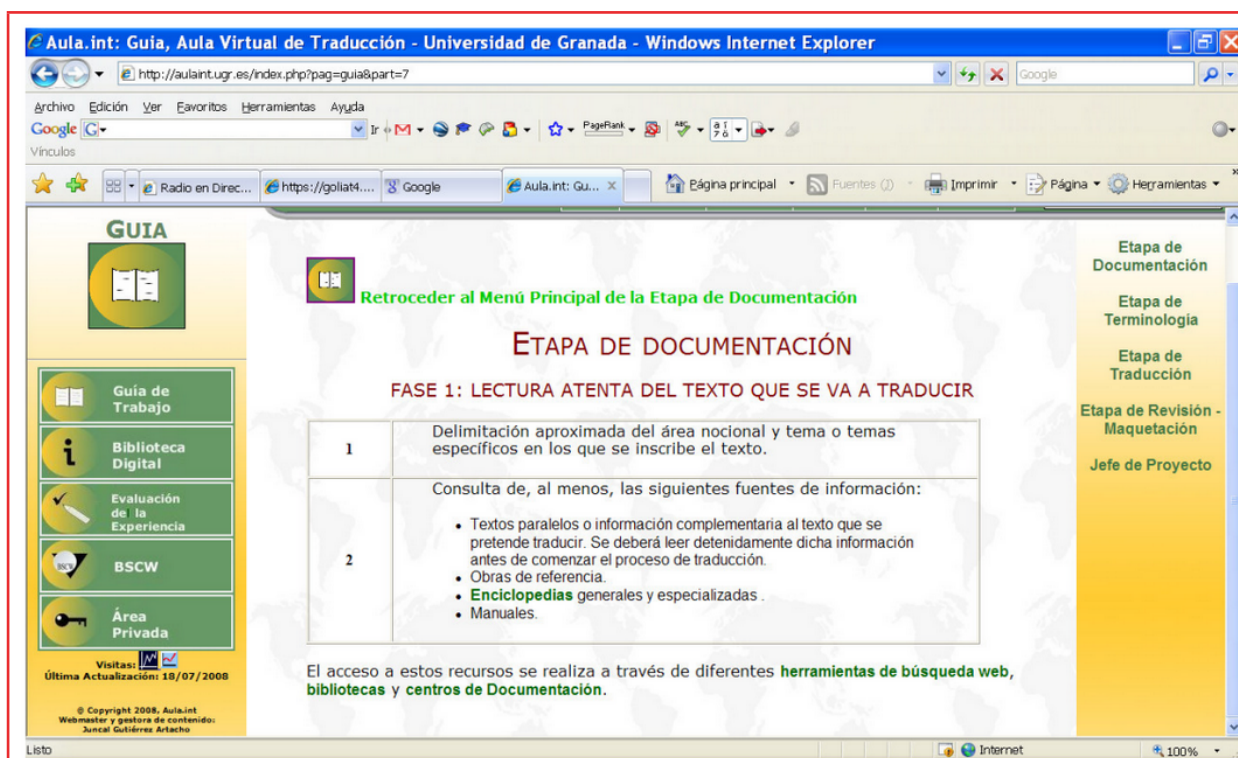 Aula.int: Guia, Aula Virtual de Traducción - Universidad de Granada - Windows Internet Explorer
http://aulaint.ugr.es/index.php?pag=guia&part=7
Google
Archivo Edición Ver Favoritos Herramientas Ayuda
Google G Ir PageRank
Vínculos
Radio en Direc... https://goliat4.... Google Aula.int: Gu... Página principal Fuentes (J) Imprimir Página Herramientas
GUIA
Guía de
Trabajo
Biblioteca
Digital
Evaluación
de la
Experiencia
BSCW
Área
Privada
Visitas:
Última Actualización: 18/07/2008
© Copyright 2008, Aula.int
Webmaster y gestora de contenido:
Juncal Gutiérrez Artacho
Retroceder al Menú Principal de la Etapa de Documentación
ETAPA DE DOCUMENTACIÓN
FASE 1: LECTURA ATENTA DEL TEXTO QUE SE VA A TRADUCIR
1
Delimitación aproximada del área nocional y tema o temas
específicos en los que se inscribe el texto.
2
Consulta de, al menos, las siguientes fuentes de información:
• Textos paralelos o información complementaria al texto que se
pretende traducir. Se deberá leer detenidamente dicha información
antes de comenzar el proceso de traducción.
• Obras de referencia.
• Enciclopedias generales y especializadas .
• Manuales.
El acceso a estos recursos se realiza a través de diferentes herramientas de búsqueda web,
bibliotecas y centros de Documentación.
Etapa de
Documentación
Etapa de
Terminología
Etapa de
Traducción
Etapa de Revisión -
Maquetación
Jefe de Proyecto
Listo Internet 100%